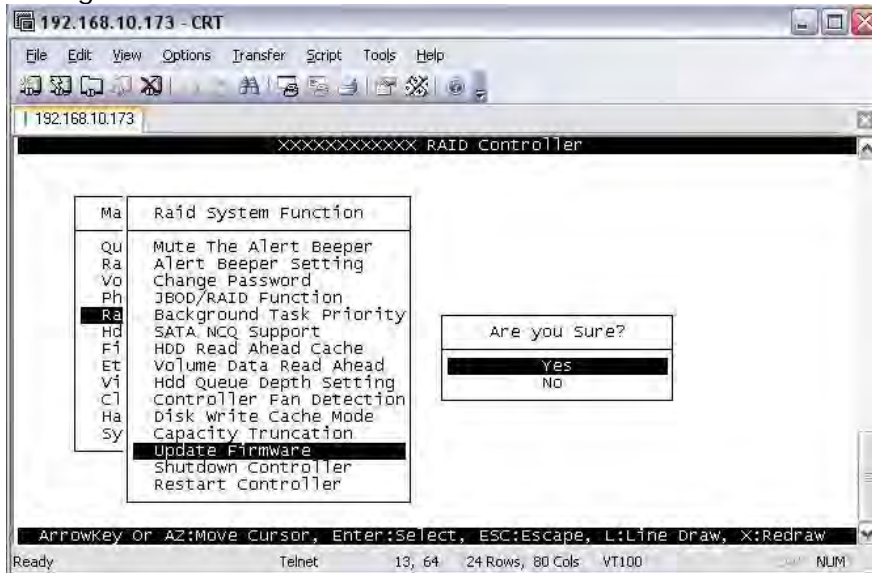 192.168.10.173 - CRT
File Edit View Options Transfer Script Tools Help
192.168.10.173
XXXXXXXXXXXX RAID Controller
Ma
Qu
Ra
Vo
Ph
Ra
Hd
Fi
Et
Vi
Cl
Ha
Sy
Raid System Function
Mute The Alert Beeper
Alert Beeper Setting
Change Password
JBOD/RAID Function
Background Task Priority
SATA NCQ Support
HDD Read Ahead Cache
Volume Data Read Ahead
Hdd Queue Depth Setting
Controller Fan Detection
Disk Write Cache Mode
Capacity Truncation
Update Firmware
Shutdown Controller
Restart Controller
Are you Sure?
Yes
No
ArrowKey Or AZ:Move Cursor, Enter:Select, ESC:Escape, L:Line Draw, X:Redraw
Ready Telnet 13, 64 24 Rows, 80 Cols VT100 NUM